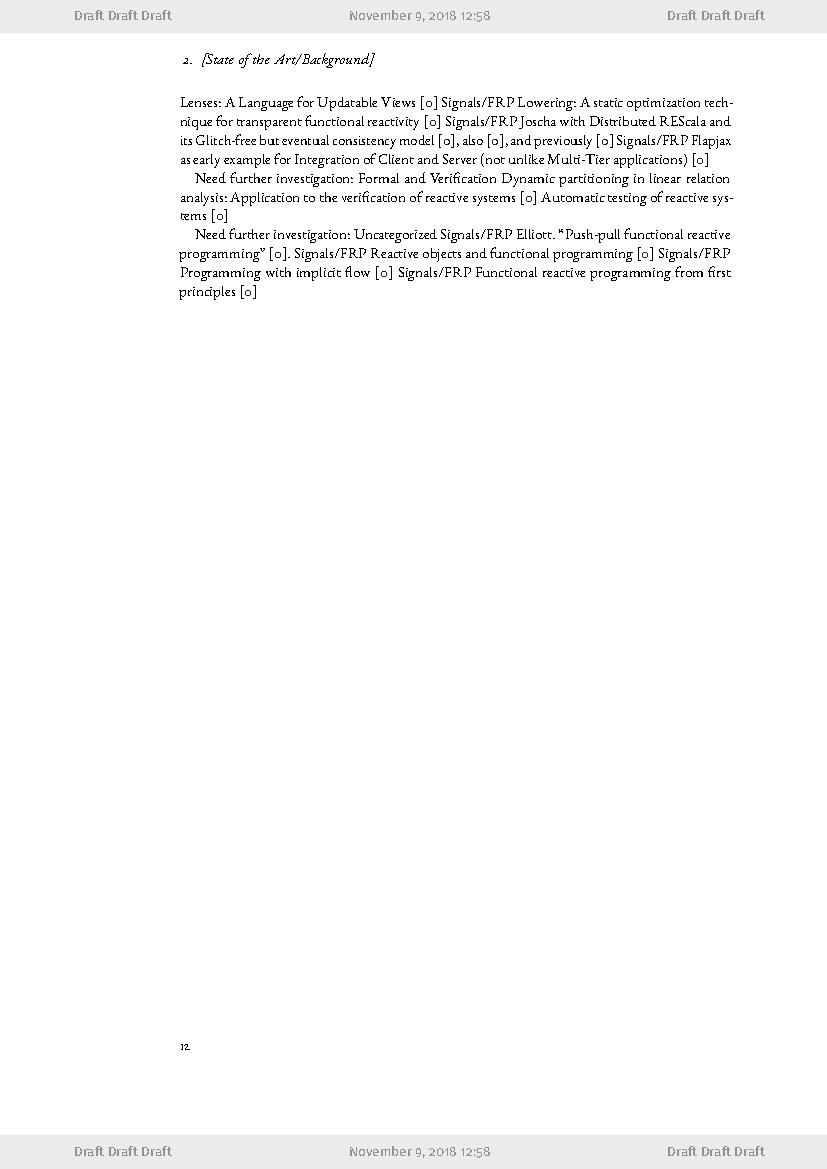 Draft Draft Draft November 9, 2018 12:58 Draft Draft Draft
2. [State of the Art/Background]
Lenses: A Language for Updatable Views [0] Signals/FRP Lowering: A static optimization tech-
nique for transparent functional reactivity [0] Signals/FRP Joscha with Distributed REScala and
its Glitch-free but eventual consistency model [0], also [0], and previously [0] Signals/FRP Flapjax
as early example for Integration of Client and Server (not unlike Multi-Tier applications) [0]
Need further investigation: Formal and Verification Dynamic partitioning in linear relation
analysis: Application to the verification of reactive systems [0] Automatic testing of reactive sys-
tems [0]
Need further investigation: Uncategorized Signals/FRP Elliott. “Push-pull functional reactive
programming” [0]. Signals/FRP Reactive objects and functional programming [0] Signals/FRP
Programming with implicit flow [0] Signals/FRP Functional reactive programming from first
principles [0]
12
Draft Draft Draft November 9, 2018 12:58 Draft Draft Draft